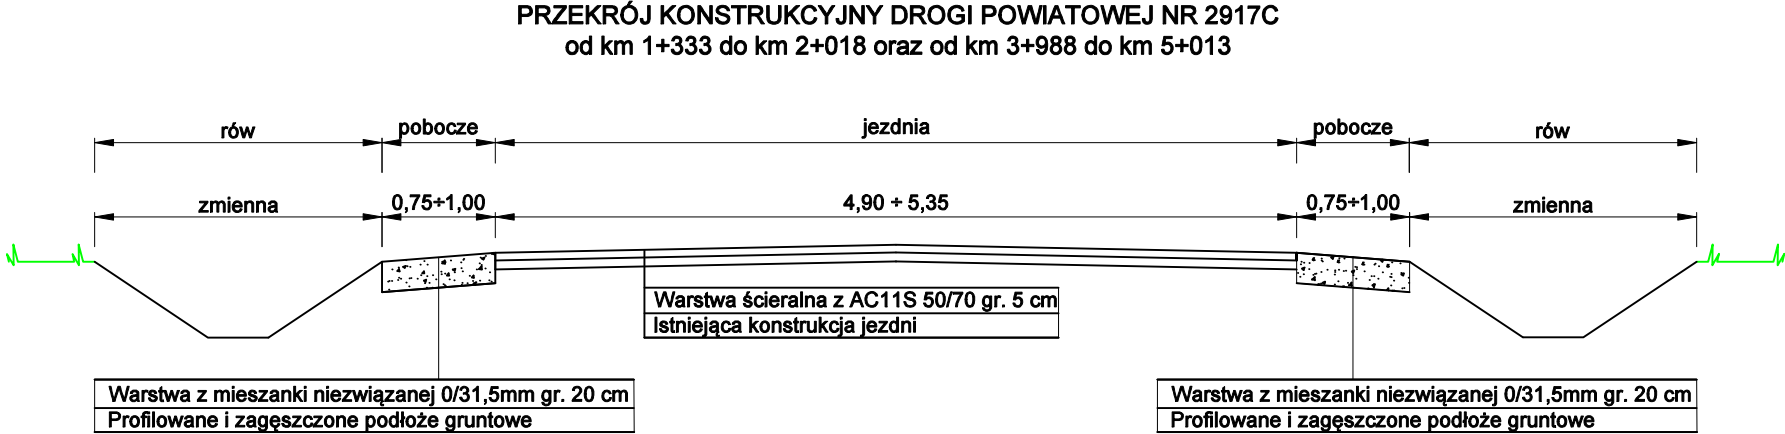 PRZEKRÓJ KONSTRUKCYJNY DROGI POWIATOWEJ NR 2917C
od km 1+333 do km 2+018 oraz od km 3+988 do km 5+013
rów pobocze jezdnia pobocze rów
zmienna 0,75÷1,00 4,90 ÷ 5,35 0,75÷1,00 zmienna
Warstwa ścieralna z AC11S 50/70 gr. 5 cm
Istniejąca konstrukcja jezdni
Warstwa z mieszanki niezwiązanej 0/31,5mm gr. 20 cm
Profilowane i zagęszczone podłoże gruntowe
Warstwa z mieszanki niezwiązanej 0/31,5mm gr. 20 cm
Profilowane i zagęszczone podłoże gruntowe